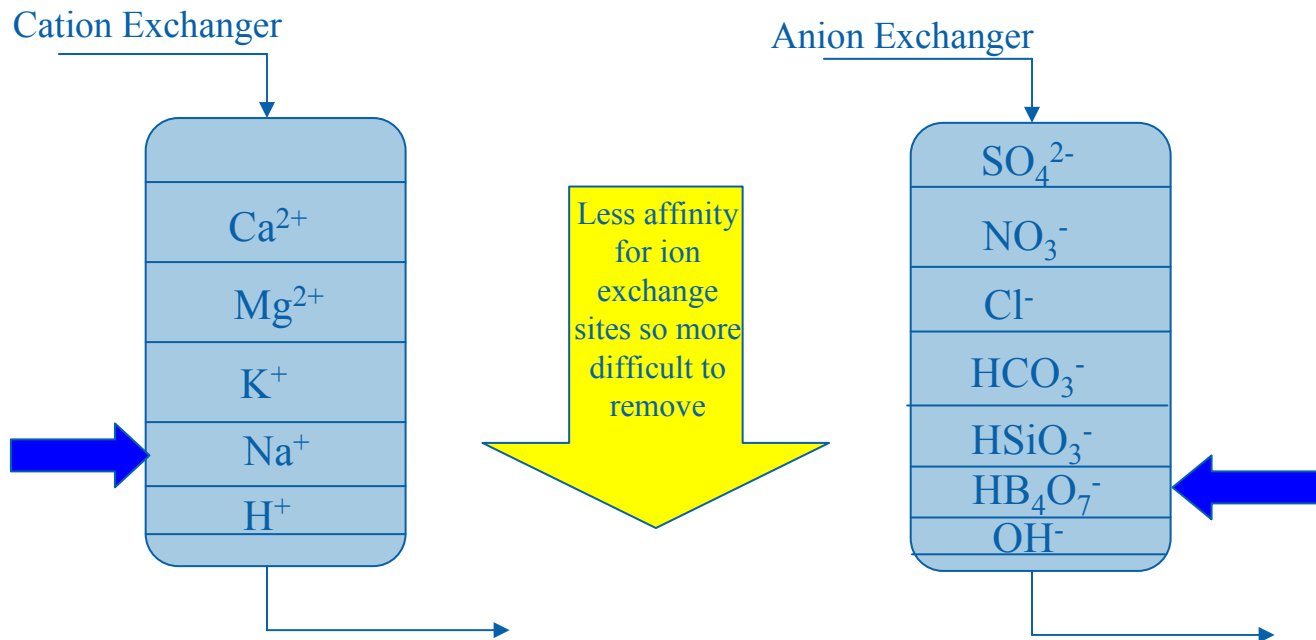 Cation Exchanger
Anion Exchanger
Ca²⁺
Mg²⁺
K⁺
Na⁺
H⁺
Less affinity
for ion
exchange
sites so more
difficult to
remove
SO₄²⁻
NO₃⁻
Cl⁻
HCO₃⁻
HSiO₃⁻
HB₄O₇⁻
OH⁻